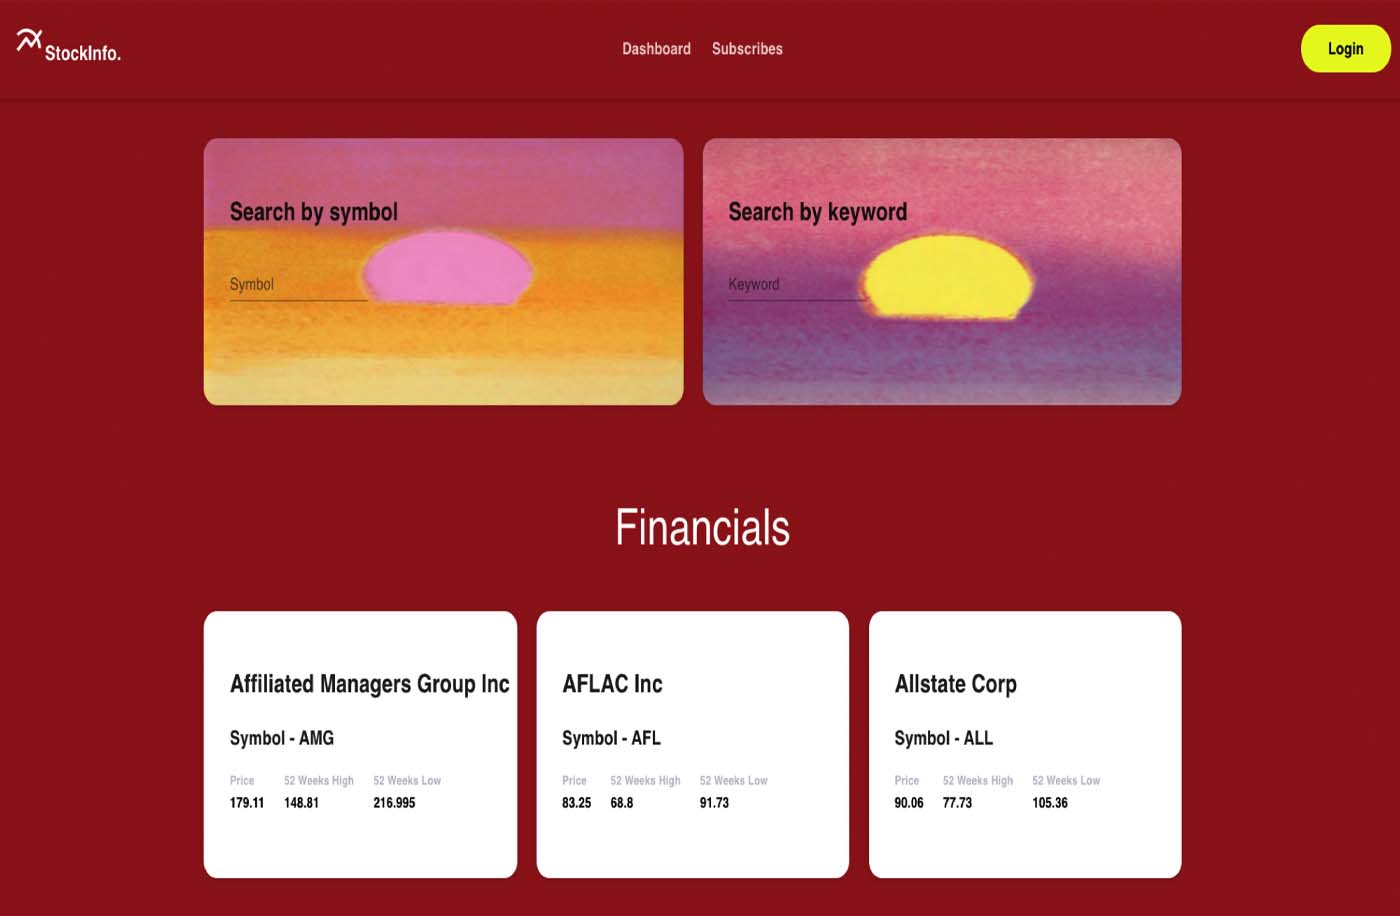 StockInfo.
Dashboard Subscribes
Login
Search by symbol
Symbol
Search by keyword
Keyword
Financials
Affiliated Managers Group Inc
Symbol - AMG
Price 52 Weeks High 52 Weeks Low
179.11 148.81 216.995
AFLAC Inc
Symbol - AFL
Price 52 Weeks High 52 Weeks Low
83.25 68.8 91.73
Allstate Corp
Symbol - ALL
Price 52 Weeks High 52 Weeks Low
90.06 77.73 105.36